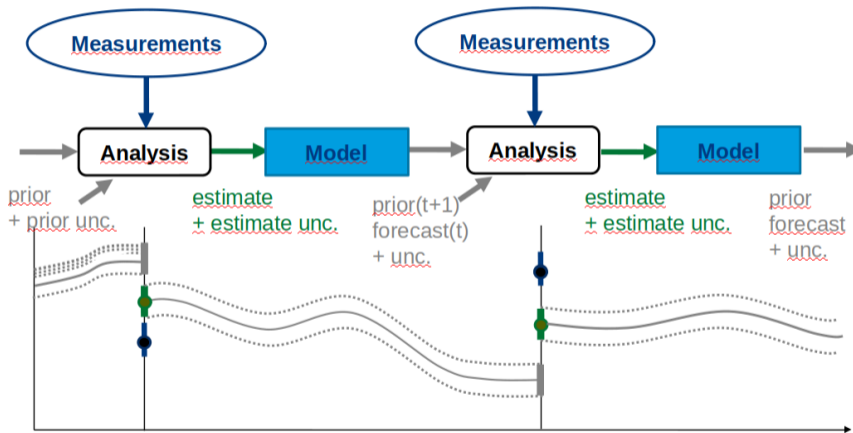 Measurements
Measurements
Analysis
Model
Analysis
Model
prior
+ prior unc.
estimate
+ estimate unc.
prior(t+1)
forecast(t)
+ unc.
estimate
+ estimate unc.
prior
forecast
+ unc.